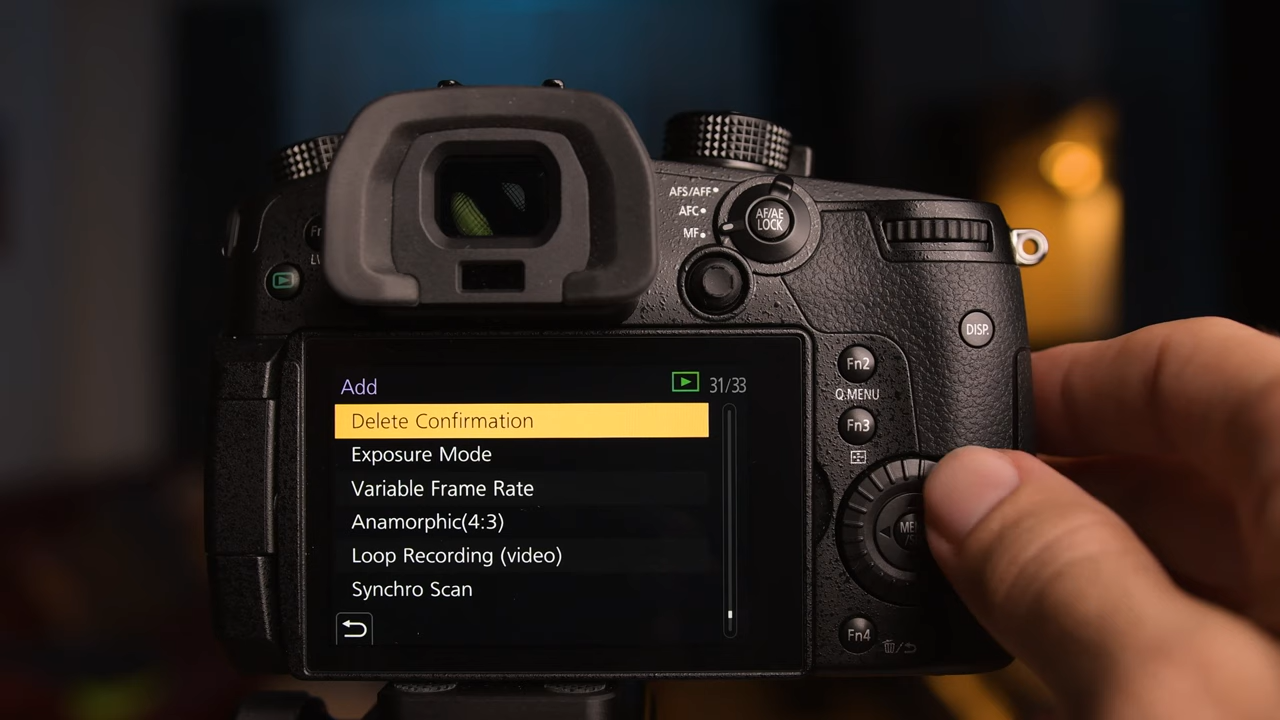 AFS/AFF
AFC
MF
AF/AE
LOCK
DISP.
Fn2
Q.MENU
Fn3
Fn4
Add
31/33
Delete Confirmation
Exposure Mode
Variable Frame Rate
Anamorphic(4:3)
Loop Recording (video)
Synchro Scan